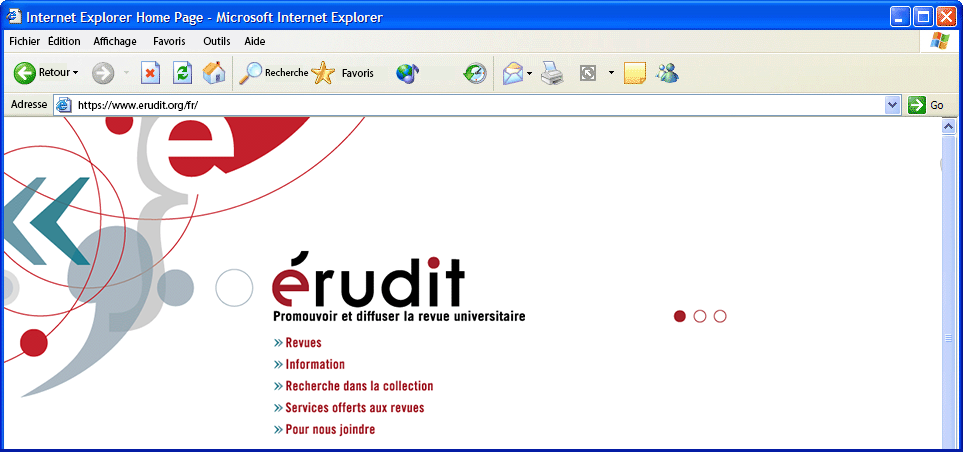 Internet Explorer Home Page - Microsoft Internet Explorer
Fichier Édition Affichage Favoris Outils Aide
Retour Recherche Favoris
Adresse https://www.erudit.org/fr/ Go
e
érudit
Promouvoir et diffuser la revue universitaire
» Revues
» Information
» Recherche dans la collection
» Services offerts aux revues
» Pour nous joindre